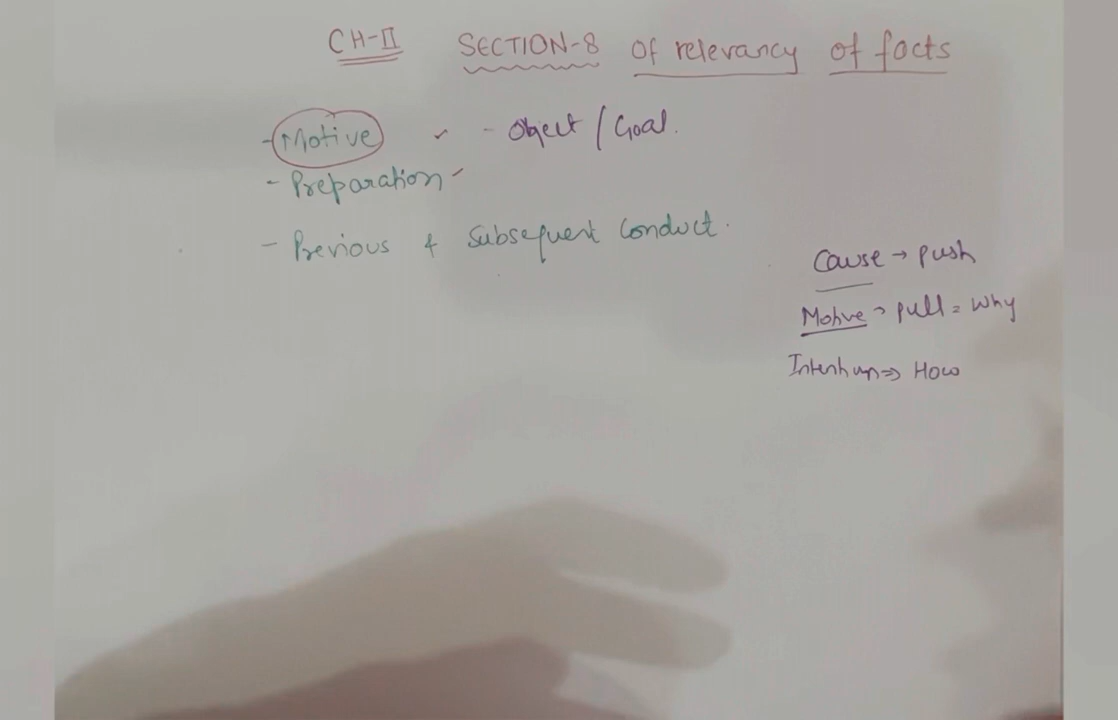 CH-II SECTION-8 of relevancy of facts
- Motive ✓ - Object / Goal.
- Preparation
- Previous & Subsequent Conduct.
Cause → push
Motive → pull = why
Intention ⇒ How